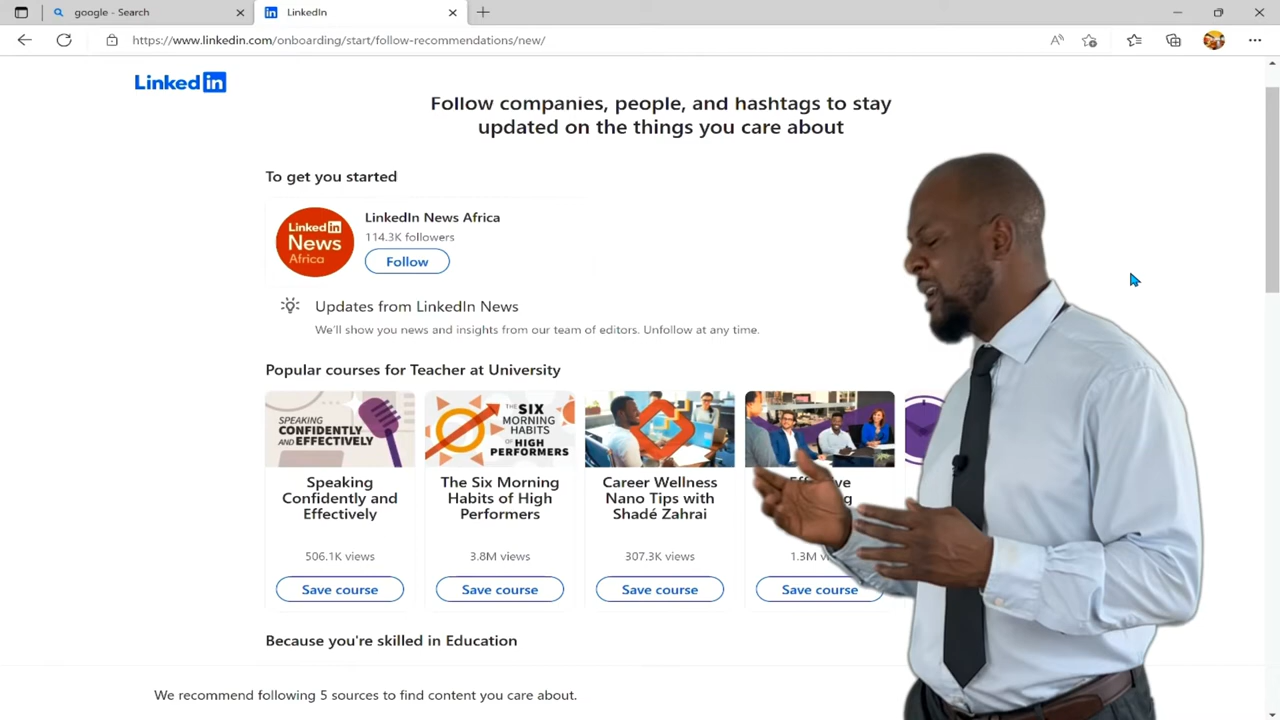 google - Search
LinkedIn
https://www.linkedin.com/onboarding/start/follow-recommendations/new/
Linked in
Follow companies, people, and hashtags to stay
updated on the things you care about
To get you started
Linked in
News
Africa
LinkedIn News Africa
114.3K followers
Follow
Updates from LinkedIn News
We'll show you news and insights from our team of editors. Unfollow at any time.
Popular courses for Teacher at University
SPEAKING
CONFIDENTLY
AND EFFECTIVELY
THE SIX
MORNING
HABITS OF HIGH
PERFORMERS
Speaking
Confidently and
Effectively
The Six Morning
Habits of High
Performers
Career Wellness
Nano Tips with
Shadé Zahrai
506.1K views
3.8M views
307.3K views
Save course
Save course
Save course
Save course
Because you're skilled in Education
We recommend following 5 sources to find content you care about.